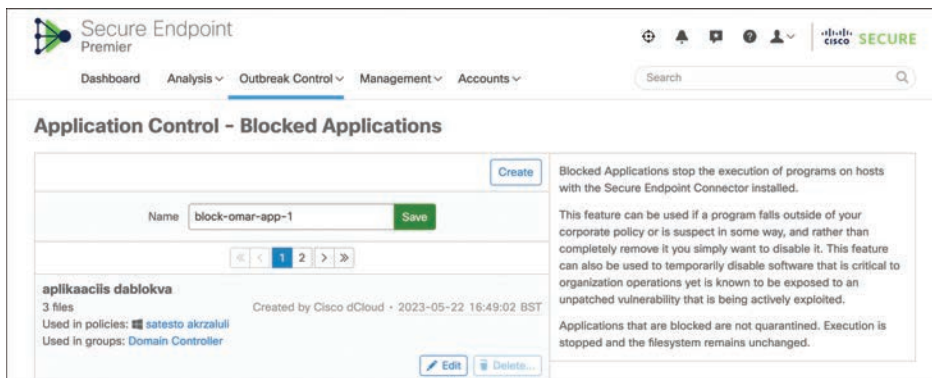 Secure Endpoint
Premier
CISCO SECURE
Dashboard Analysis Outbreak Control Management Accounts
Search
Application Control - Blocked Applications
Create
Name block-omar-app-1 Save
« < 1 2 > »
aplikaaciis dablokva
3 files Created by Cisco dCloud • 2023-05-22 16:49:02 BST
Used in policies: satesto akrzaluli
Used in groups: Domain Controller
Edit Delete...
Blocked Applications stop the execution of programs on hosts
with the Secure Endpoint Connector installed.
This feature can be used if a program falls outside of your
corporate policy or is suspect in some way, and rather than
completely remove it you simply want to disable it. This feature
can also be used to temporarily disable software that is critical to
organization operations yet is known to be exposed to an
unpatched vulnerability that is being actively exploited.
Applications that are blocked are not quarantined. Execution is
stopped and the filesystem remains unchanged.